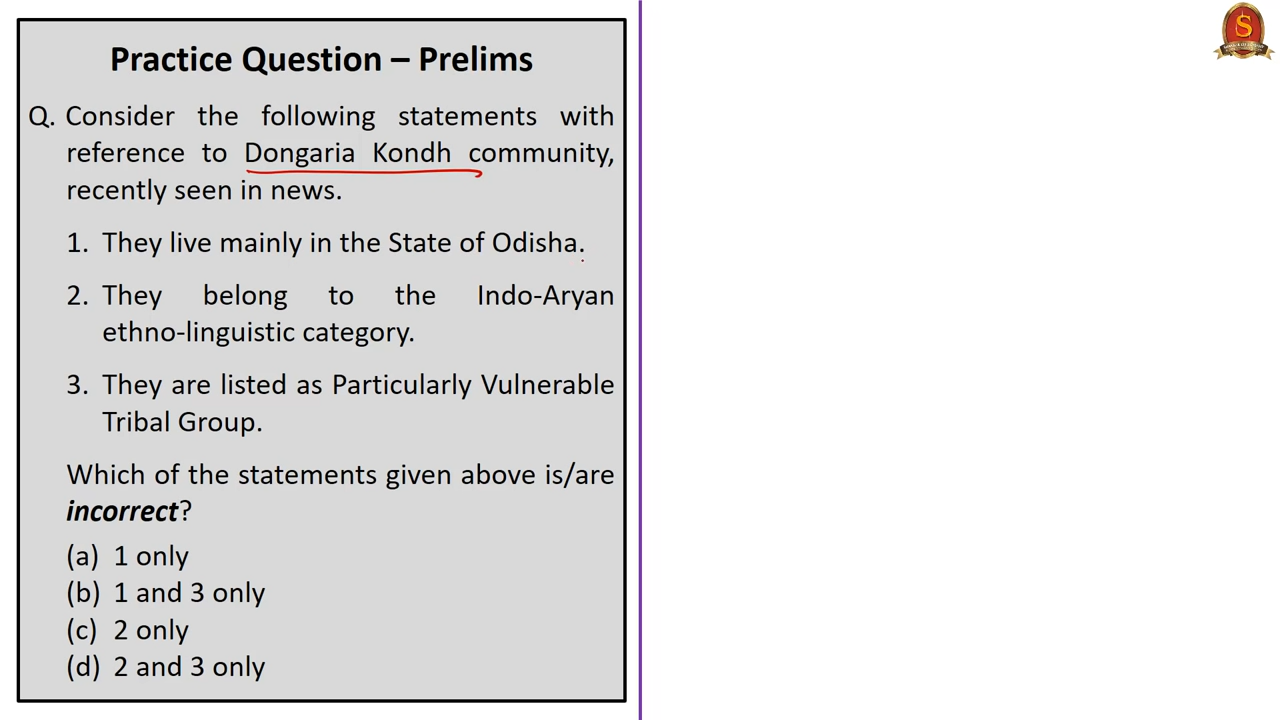 Practice Question – Prelims
Q. Consider the following statements with
reference to Dongaria Kondh community,
recently seen in news.
1. They live mainly in the State of Odisha.
2. They belong to the Indo-Aryan
ethno-linguistic category.
3. They are listed as Particularly Vulnerable
Tribal Group.
Which of the statements given above is/are
incorrect?
(a) 1 only
(b) 1 and 3 only
(c) 2 only
(d) 2 and 3 only
S